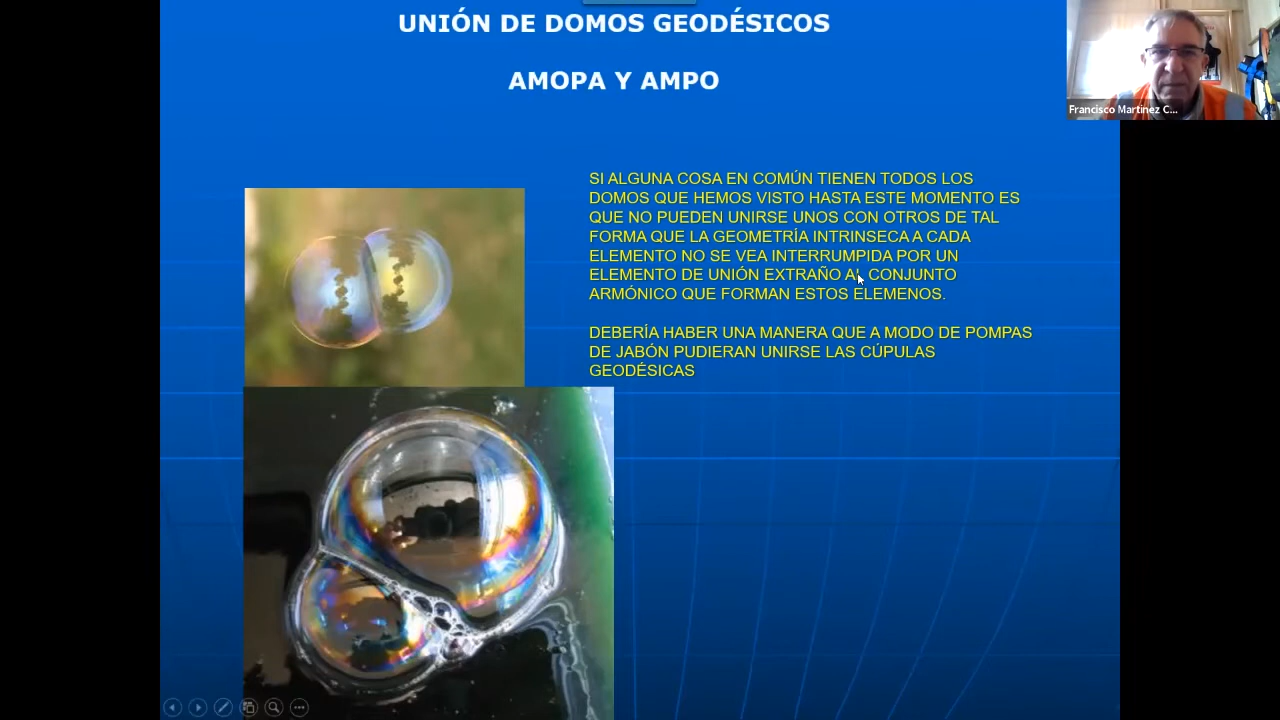 UNIÓN DE DOMOS GEODÉSICOS
AMOPA Y AMPO
Francisco Martínez C...
SI ALGUNA COSA EN COMÚN TIENEN TODOS LOS
DOMOS QUE HEMOS VISTO HASTA ESTE MOMENTO ES
QUE NO PUEDEN UNIRSE UNOS CON OTROS DE TAL
FORMA QUE LA GEOMETRÍA INTRINSECA A CADA
ELEMENTO NO SE VEA INTERRUMPIDA POR UN
ELEMENTO DE UNIÓN EXTRAÑO AL CONJUNTO
ARMÓNICO QUE FORMAN ESTOS ELEMENOS.
DEBERÍA HABER UNA MANERA QUE A MODO DE POMPAS
DE JABÓN PUDIERAN UNIRSE LAS CÚPULAS
GEODÉSICAS